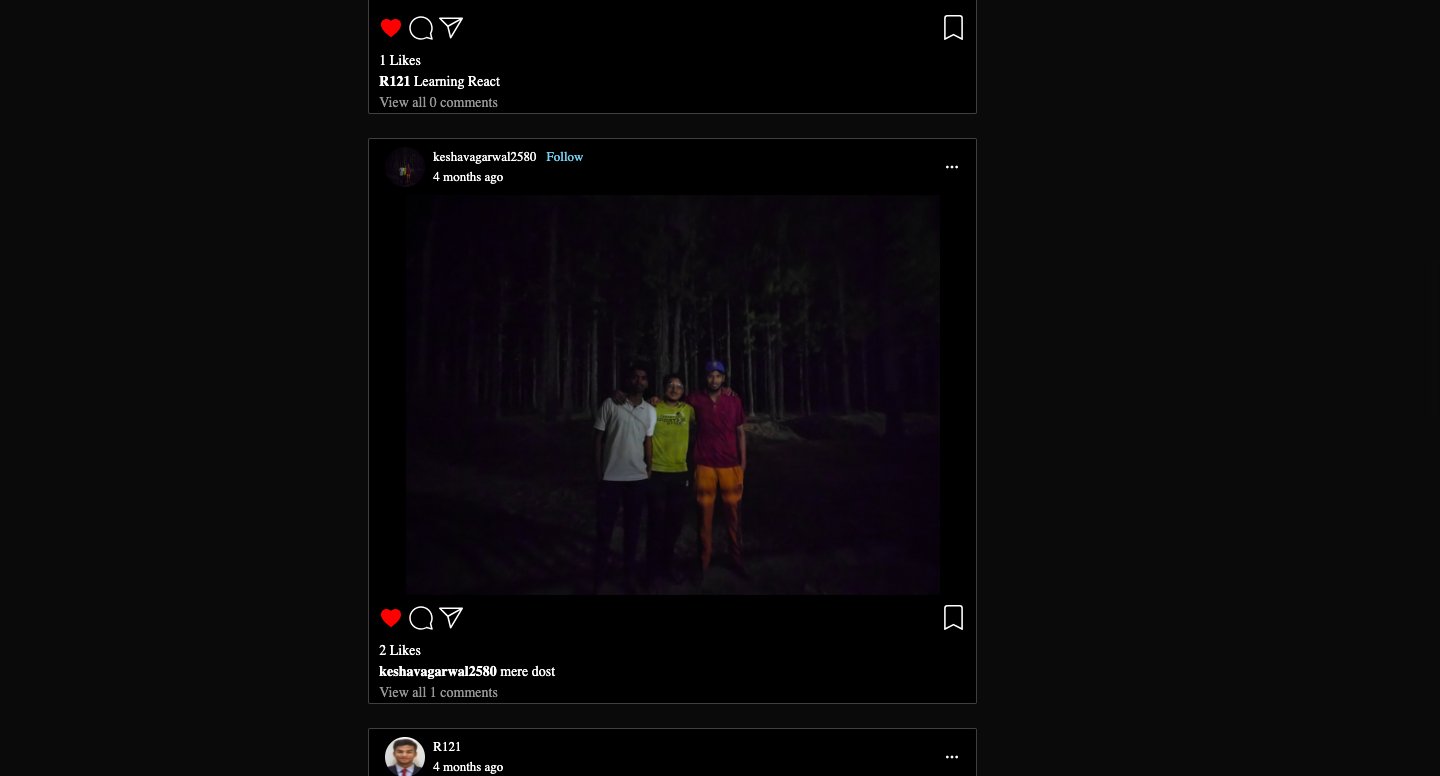 1 Likes
R121 Learning React
View all 0 comments
keshavagarwal2580 Follow
4 months ago
2 Likes
keshavagarwal2580 mere dost
View all 1 comments
R121
4 months ago